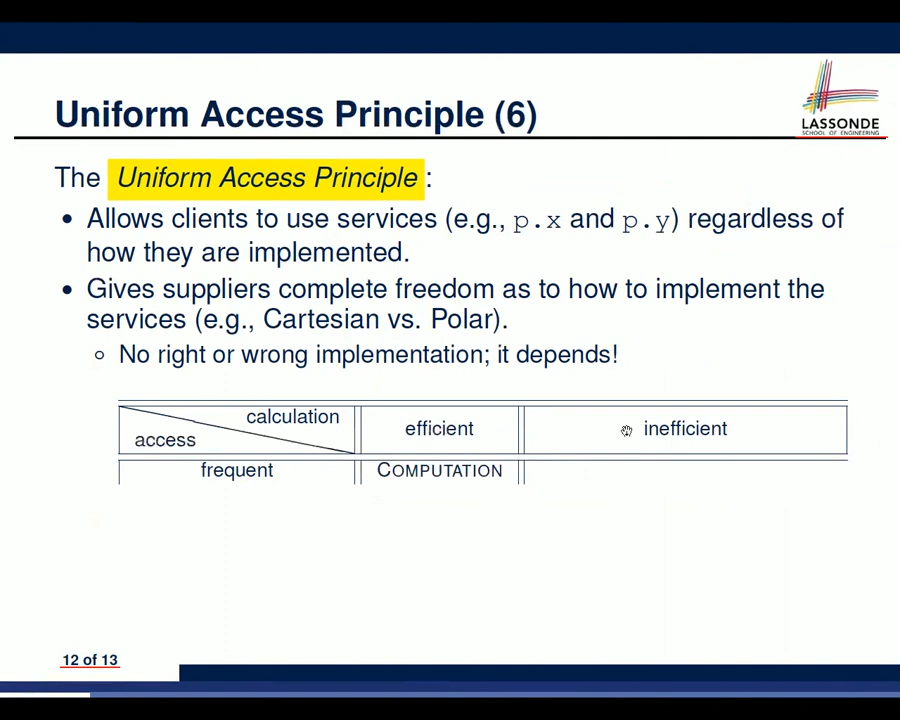 Uniform Access Principle (6)
LASSONDE
SCHOOL OF ENGINEERING
The Uniform Access Principle :
• Allows clients to use services (e.g., p.x and p.y) regardless of
how they are implemented.
• Gives suppliers complete freedom as to how to implement the
services (e.g., Cartesian vs. Polar).
◦ No right or wrong implementation; it depends!
calculation
access
efficient
inefficient
frequent
COMPUTATION
12 of 13